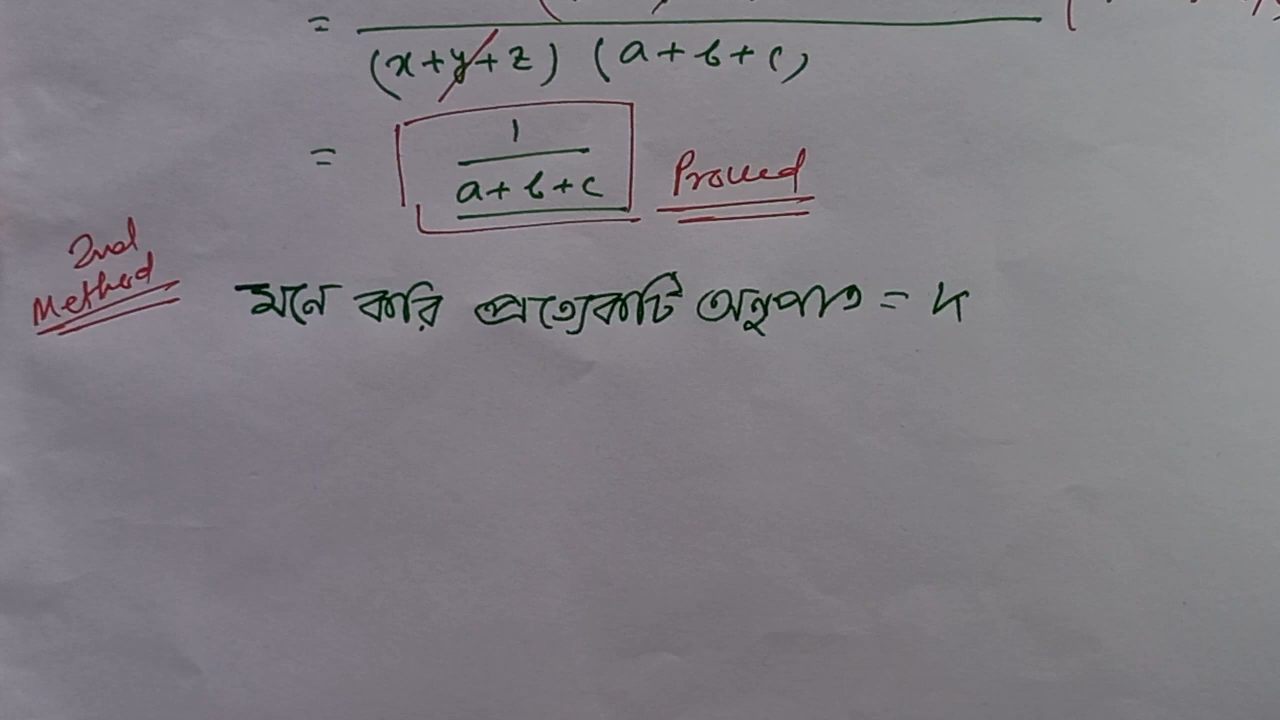 =
(x+y+z) (a+b+c)
= 1
a+b+c
Proved
2nd
Method
মনে করি প্রত্যেকটি অনুপাত = k